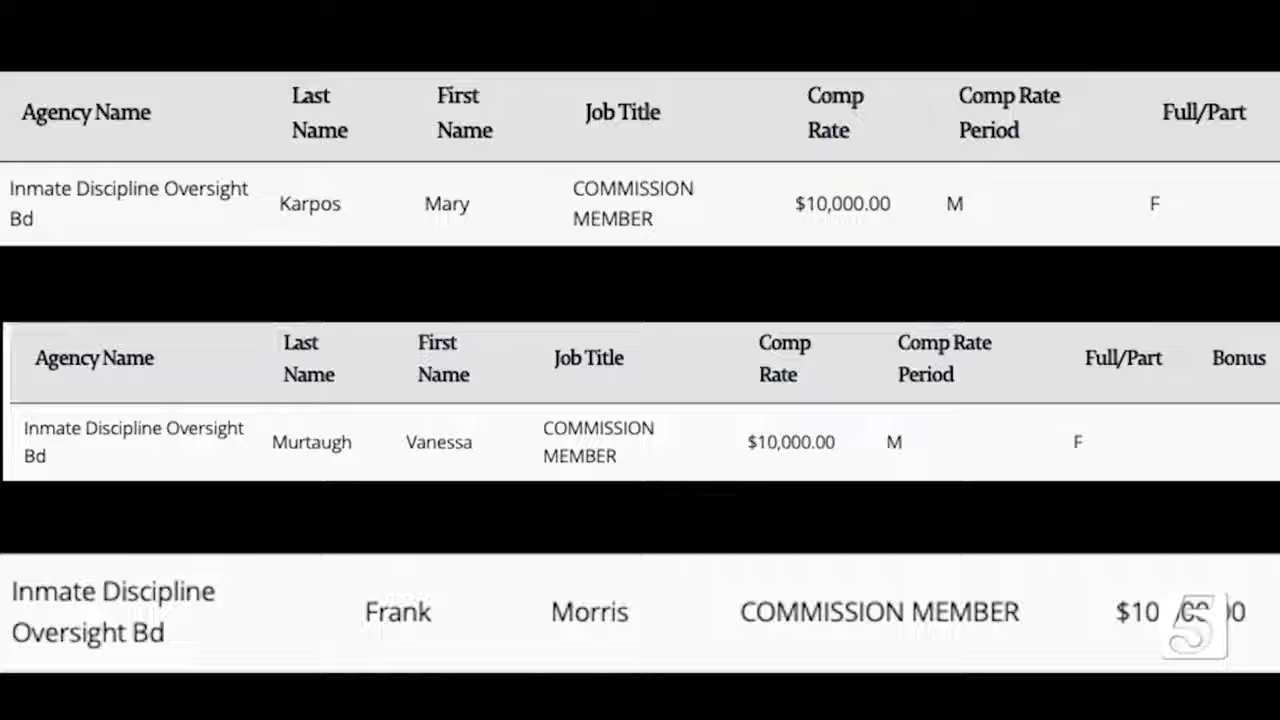 Agency Name Last Name First Name Job Title Comp Rate Comp Rate Period Full/Part
Inmate Discipline Oversight Bd Karpos Mary COMMISSION MEMBER $10,000.00 M F
Agency Name Last Name First Name Job Title Comp Rate Comp Rate Period Full/Part Bonus
Inmate Discipline Oversight Bd Murtaugh Vanessa COMMISSION MEMBER $10,000.00 M F
Inmate Discipline Oversight Bd Frank Morris COMMISSION MEMBER
5